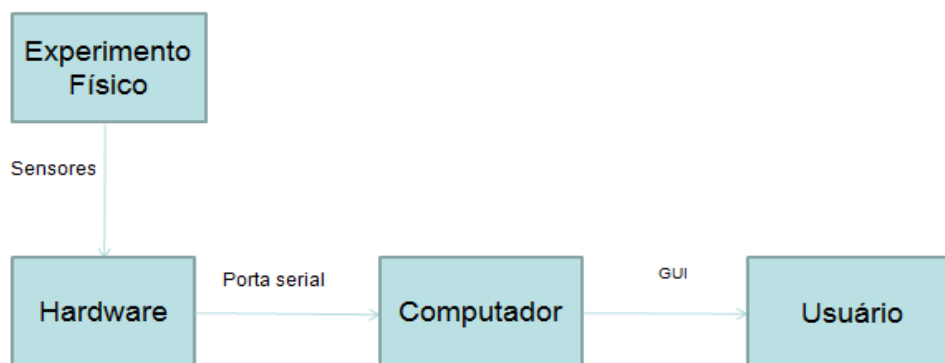 Experimento
Físico
Sensores
Hardware
Porta serial
Computador
GUI
Usuário